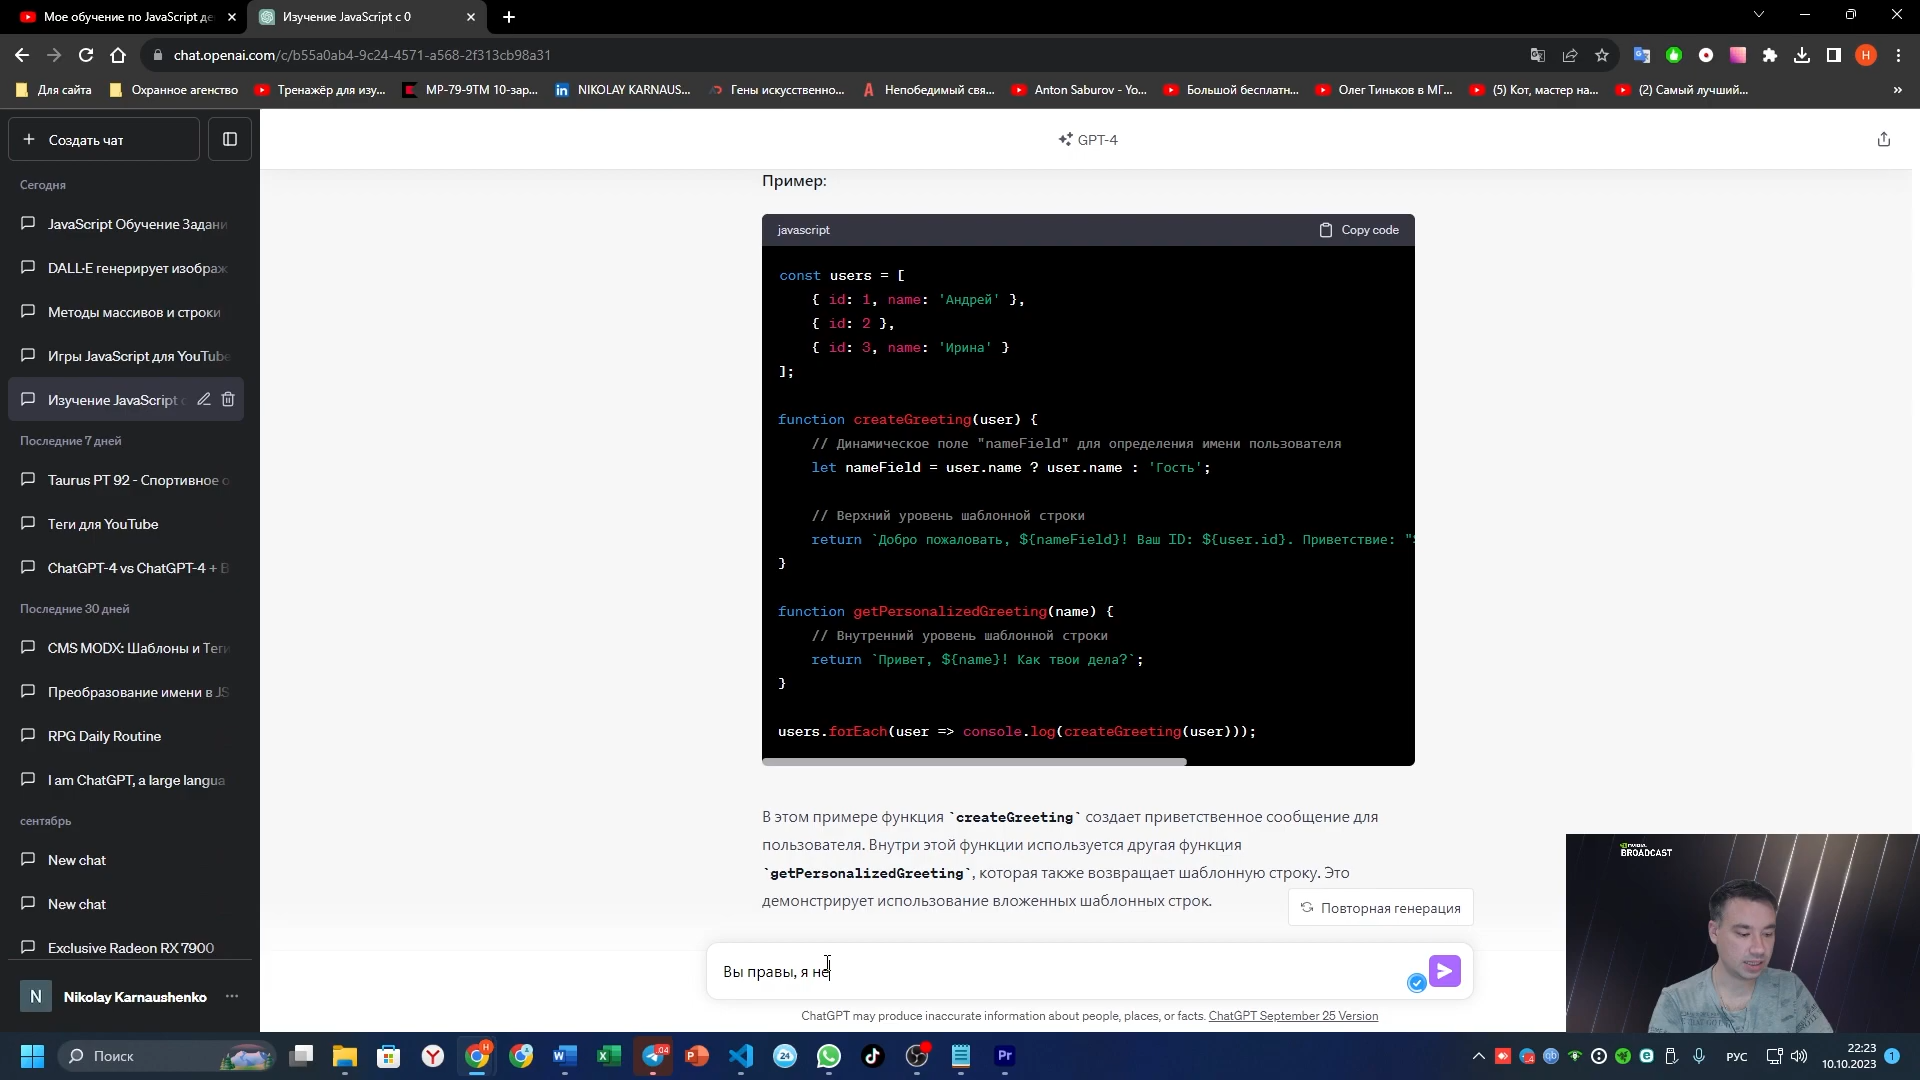 Мое обучение по JavaScript де
Изучение JavaScript с 0
chat.openai.com/c/b55a0ab4-9c24-4571-a568-2f313cb98a31
Для сайта
Охранное агенство
Тренажёр для изу...
МР-79-9ТМ 10-зар...
NIKOLAY KARNAUS...
Гены искусственно...
Непобедимый свя...
Anton Saburov - Yo...
Большой бесплатн...
Олег Тиньков в МГ...
(5) Кот, мастер на...
(2) Самый лучший...
Создать чат
GPT-4
Сегодня
JavaScript Обучение Задани
DALL-E генерирует изображ
Методы массивов и строки
Игры JavaScript для YouTube
Изучение JavaScript с
Последние 7 дней
Taurus PT 92 - Спортивное о
Теги для YouTube
ChatGPT-4 vs ChatGPT-4 + B
Последние 30 дней
CMS MODX: Шаблоны и Теги
Преобразование имени в JS
RPG Daily Routine
I am ChatGPT, a large langua
сентябрь
New chat
New chat
Exclusive Radeon RX 7900
N Nikolay Karnaushenko ...
Пример:
javascript
Copy code
const users = [
{ id: 1, name: 'Андрей' },
{ id: 2 },
{ id: 3, name: 'Ирина' }
];
function createGreeting(user) {
// Динамическое поле "nameField" для определения имени пользователя
let nameField = user.name ? user.name : 'Гость';
// Верхний уровень шаблонной строки
return `Добро пожаловать, ${nameField}! Ваш ID: ${user.id}. Приветствие: "$
}
function getPersonalizedGreeting(name) {
// Внутренний уровень шаблонной строки
return `Привет, ${name}! Как твои дела?`;
}
users.forEach(user => console.log(createGreeting(user)));
В этом примере функция `createGreeting` создает приветственное сообщение для
пользователя. Внутри этой функции используется другая функция
`getPersonalizedGreeting`, которая также возвращает шаблонную строку. Это
демонстрирует использование вложенных шаблонных строк.
Повторная генерация
Вы правы, я не
ChatGPT may produce inaccurate information about people, places, or facts. ChatGPT September 25 Version
NVIDIA
BROADCAST
Поиск
РУС
22:23
10.10.2023